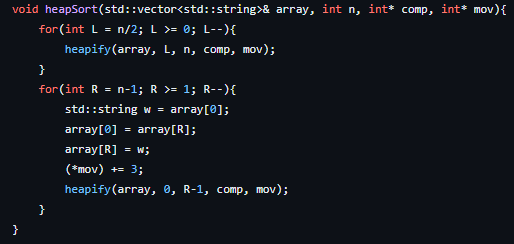 void heapSort(std::vector<std::string>& array, int n, int* comp, int* mov){
    for(int L = n/2; L >= 0; L--){
        heapify(array, L, n, comp, mov);
    }
    for(int R = n-1; R >= 1; R--){
        std::string w = array[0];
        array[0] = array[R];
        array[R] = w;
        (*mov) += 3;
        heapify(array, 0, R-1, comp, mov);
    }
}